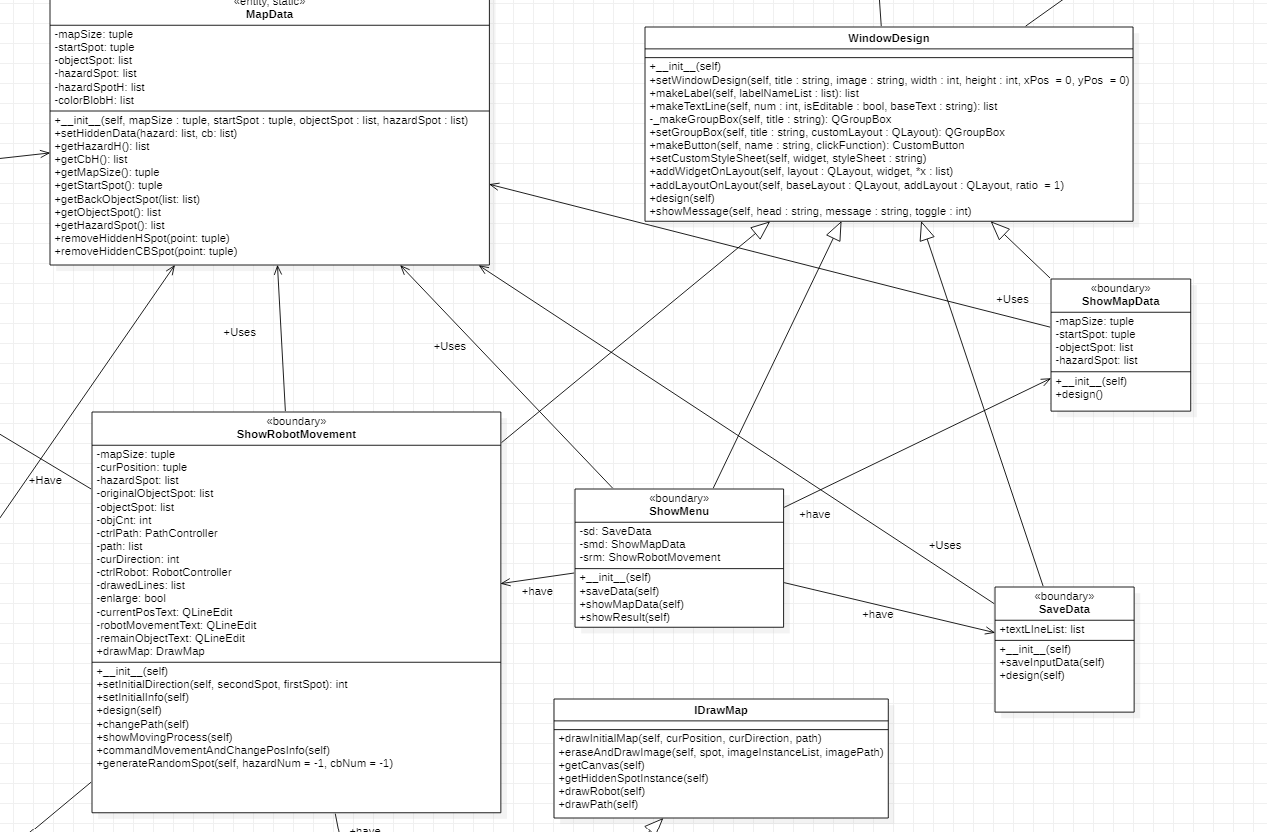 «entity, static»
MapData
-mapSize: tuple
-startSpot: tuple
-objectSpot: list
-hazardSpot: list
-hazardSpotH: list
-colorBlobH: list
+__init__(self, mapSize : tuple, startSpot : tuple, objectSpot : list, hazardSpot : list)
+setHiddenData(hazard: list, cb: list)
+getHazardH(): list
+getCbH(): list
+getMapSize(): tuple
+getStartSpot(): tuple
+getBackObjectSpot(list: list)
+getObjectSpot(): list
+getHazardSpot(): list
+removeHiddenHSpot(point: tuple)
+removeHiddenCBSpot(point: tuple)
WindowDesign
+__init__(self)
+setWindowDesign(self, title : string, image : string, width : int, height : int, xPos  = 0, yPos  = 0)
+makeLabel(self, labelNameList : list): list
+makeTextLine(self, num : int, isEditable : bool, baseText : string): list
-_makeGroupBox(self, title : string): QGroupBox
+setGroupBox(self, title : string, customLayout : QLayout): QGroupBox
+makeButton(self, name : string, clickFunction): CustomButton
+setCustomStyleSheet(self, widget, styleSheet : string)
+addWidgetOnLayout(self, layout : QLayout, widget, *x : list)
+addLayoutOnLayout(self, baseLayout : QLayout, addLayout : QLayout, ratio  = 1)
+design(self)
+showMessage(self, head : string, message : string, toggle : int)
+Uses
+Uses
+Uses
«boundary»
ShowMapData
-mapSize: tuple
-startSpot: tuple
-objectSpot: list
-hazardSpot: list
+__init__(self)
+design()
+Have
«boundary»
ShowRobotMovement
-mapSize: tuple
-curPosition: tuple
-hazardSpot: list
-originalObjectSpot: list
-objectSpot: list
-objCnt: int
-ctrlPath: PathController
-path: list
-curDirection: int
-ctrlRobot: RobotController
-drawedLines: list
-enlarge: bool
-currentPosText: QLineEdit
-robotMovementText: QLineEdit
-remainObjectText: QLineEdit
+drawMap: DrawMap
+__init__(self)
+setInitialDirection(self, secondSpot, firstSpot): int
+setInitialInfo(self)
+design(self)
+changePath(self)
+showMovingProcess(self)
+commandMovementAndChangePosInfo(self)
+generateRandomSpot(self, hazardNum = -1, cbNum = -1)
+have
«boundary»
ShowMenu
-sd: SaveData
-smd: ShowMapData
-srm: ShowRobotMovement
+__init__(self)
+saveData(self)
+showMapData(self)
+showResult(self)
+have
+have
+have
+Uses
«boundary»
SaveData
+textLIneList: list
+__init__(self)
+saveInputData(self)
+design(self)
IDrawMap
+drawInitialMap(self, curPosition, curDirection, path)
+eraseAndDrawImage(self, spot, imageInstanceList, imagePath)
+getCanvas(self)
+getHiddenSpotInstance(self)
+drawRobot(self)
+drawPath(self)